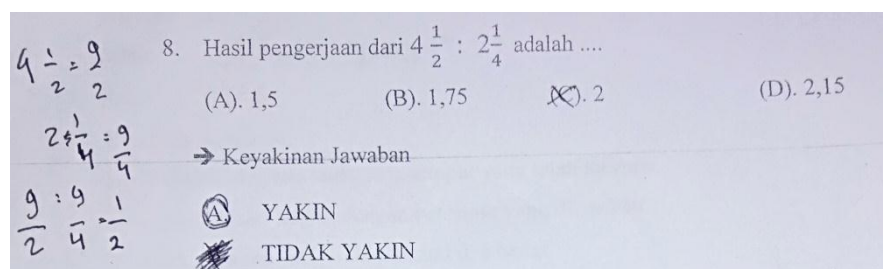 8. Hasil pengerjaan dari 4 1/2 : 2 1/4 adalah ....
(A). 1,5 (B). 1,75 (C). 2 (D). 2,15
➔ Keyakinan Jawaban
A. YAKIN
TIDAK YAKIN
4 1/2 = 9/2
2 1/4 = 9/4
9/2 : 9/4 = 1/2